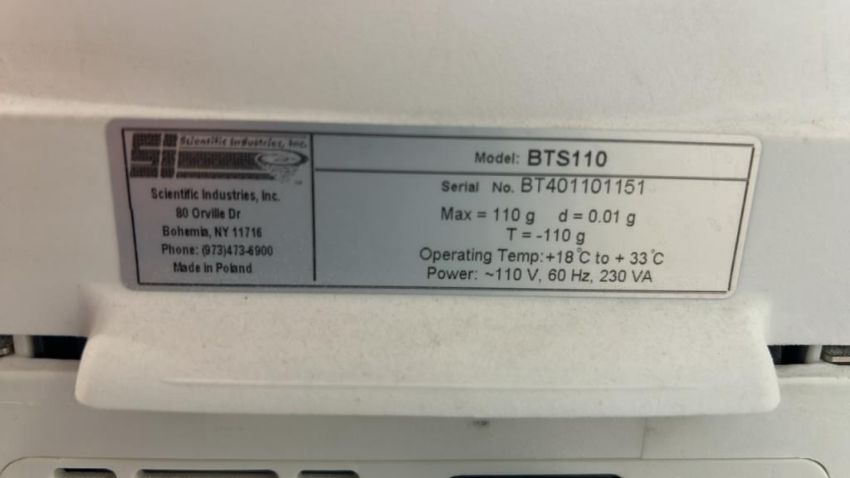 SI Scientific Industries, Inc.
™
Scientific Industries, Inc.
80 Orville Dr
Bohemia, NY 11716
Phone: (973)473-6900
Made in Poland
Model: BTS110
Serial No. BT401101151
Max = 110 g d = 0.01 g
T = -110 g
Operating Temp:+18°C to + 33°C
Power: ~110 V, 60 Hz, 230 VA